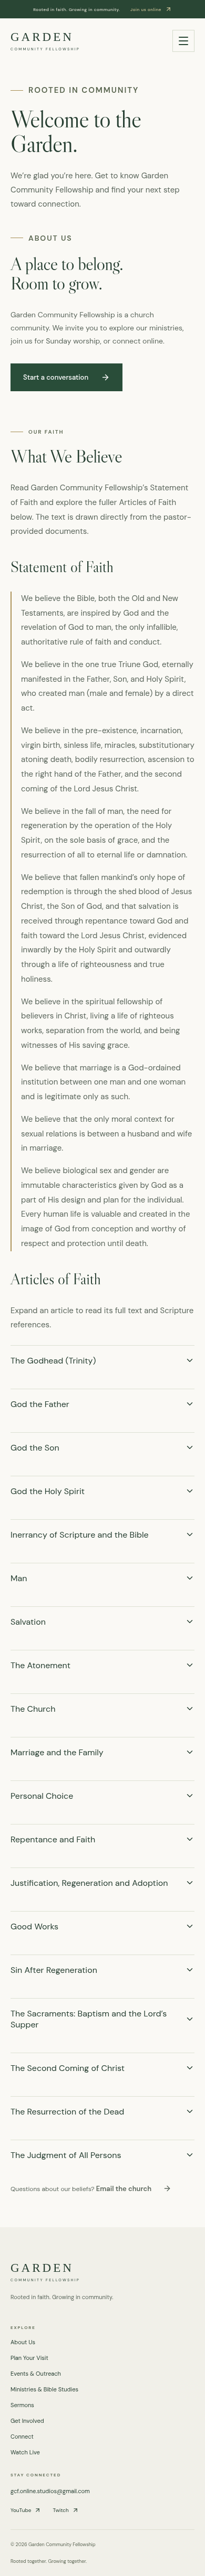 Rooted in faith. Growing in community. Join us online
GARDEN
COMMUNITY FELLOWSHIP
ROOTED IN COMMUNITY
Welcome to the
Garden.
We’re glad you’re here. Get to know Garden
Community Fellowship and find your next step
toward connection.
ABOUT US
A place to belong.
Room to grow.
Garden Community Fellowship is a church
community. We invite you to explore our ministries,
join us for Sunday worship, or connect online.
Start a conversation
OUR FAITH
What We Believe
Read Garden Community Fellowship’s Statement
of Faith and explore the fuller Articles of Faith
below. The text is drawn directly from the pastor-
provided documents.
Statement of Faith
We believe the Bible, both the Old and New
Testaments, are inspired by God and the
revelation of God to man, the only infallible,
authoritative rule of faith and conduct.
We believe in the one true Triune God, eternally
manifested in the Father, Son, and Holy Spirit,
who created man (male and female) by a direct
act.
We believe in the pre-existence, incarnation,
virgin birth, sinless life, miracles, substitutionary
atoning death, bodily resurrection, ascension to
the right hand of the Father, and the second
coming of the Lord Jesus Christ.
We believe in the fall of man, the need for
regeneration by the operation of the Holy
Spirit, on the sole basis of grace, and the
resurrection of all to eternal life or damnation.
We believe that fallen mankind’s only hope of
redemption is through the shed blood of Jesus
Christ, the Son of God, and that salvation is
received through repentance toward God and
faith toward the Lord Jesus Christ, evidenced
inwardly by the Holy Spirit and outwardly
through a life of righteousness and true
holiness.
We believe in the spiritual fellowship of
believers in Christ, living a life of righteous
works, separation from the world, and being
witnesses of His saving grace.
We believe that marriage is a God-ordained
institution between one man and one woman
and is legitimate only as such.
We believe that the only moral context for
sexual relations is between a husband and wife
in marriage.
We believe biological sex and gender are
immutable characteristics given by God as a
part of His design and plan for the individual.
Every human life is valuable and created in the
image of God from conception and worthy of
respect and protection until death.
Articles of Faith
Expand an article to read its full text and Scripture
references.
The Godhead (Trinity)
God the Father
God the Son
God the Holy Spirit
Inerrancy of Scripture and the Bible
Man
Salvation
The Atonement
The Church
Marriage and the Family
Personal Choice
Repentance and Faith
Justification, Regeneration and Adoption
Good Works
Sin After Regeneration
The Sacraments: Baptism and the Lord’s
Supper
The Second Coming of Christ
The Resurrection of the Dead
The Judgment of All Persons
Questions about our beliefs? Email the church
GARDEN
COMMUNITY FELLOWSHIP
Rooted in faith. Growing in community.
EXPLORE
About Us
Plan Your Visit
Events & Outreach
Ministries & Bible Studies
Sermons
Get Involved
Connect
Watch Live
STAY CONNECTED
gcf.online.studios@gmail.com
YouTube Twitch
© 2026 Garden Community Fellowship
Rooted together. Growing together.